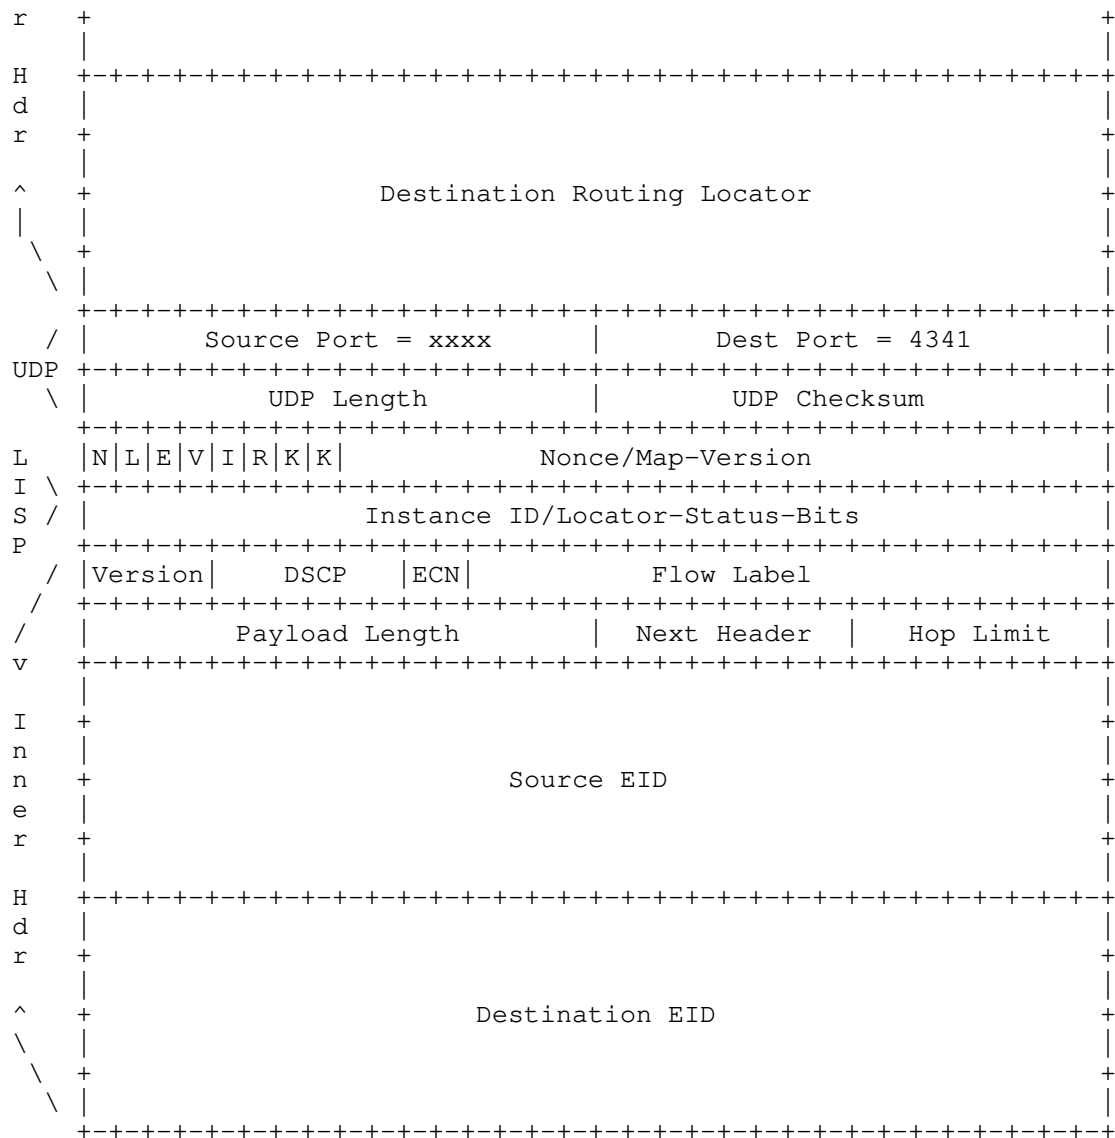 r   +                                                               +
    |                                                               |
H   +-+-+-+-+-+-+-+-+-+-+-+-+-+-+-+-+-+-+-+-+-+-+-+-+-+-+-+-+-+-+-+-+
d   |                                                               |
r   +                                                               +
    |                                                               |
^   +                  Destination Routing Locator                  +
|   |                                                               |
 \  +                                                               +
  \ |                                                               |
    +-+-+-+-+-+-+-+-+-+-+-+-+-+-+-+-+-+-+-+-+-+-+-+-+-+-+-+-+-+-+-+-+
  / |       Source Port = xxxx      |       Dest Port = 4341        |
UDP +-+-+-+-+-+-+-+-+-+-+-+-+-+-+-+-+-+-+-+-+-+-+-+-+-+-+-+-+-+-+-+-+
  \ |           UDP Length          |        UDP Checksum           |
    +-+-+-+-+-+-+-+-+-+-+-+-+-+-+-+-+-+-+-+-+-+-+-+-+-+-+-+-+-+-+-+-+
L   |N|L|E|V|I|R|K|K|            Nonce/Map-Version                  |
I \ +-+-+-+-+-+-+-+-+-+-+-+-+-+-+-+-+-+-+-+-+-+-+-+-+-+-+-+-+-+-+-+-+
S / |                 Instance ID/Locator-Status-Bits               |
P   +-+-+-+-+-+-+-+-+-+-+-+-+-+-+-+-+-+-+-+-+-+-+-+-+-+-+-+-+-+-+-+-+
  / |Version|    DSCP   |ECN|           Flow Label                  |
 /  +-+-+-+-+-+-+-+-+-+-+-+-+-+-+-+-+-+-+-+-+-+-+-+-+-+-+-+-+-+-+-+-+
/   |         Payload Length        |  Next Header  |   Hop Limit   |
v   +-+-+-+-+-+-+-+-+-+-+-+-+-+-+-+-+-+-+-+-+-+-+-+-+-+-+-+-+-+-+-+-+
    |                                                               |
I   +                                                               +
n   |                                                               |
n   +                          Source EID                           +
e   |                                                               |
r   +                                                               +
    |                                                               |
H   +-+-+-+-+-+-+-+-+-+-+-+-+-+-+-+-+-+-+-+-+-+-+-+-+-+-+-+-+-+-+-+-+
d   |                                                               |
r   +                                                               +
    |                                                               |
^   +                        Destination EID                        +
\   |                                                               |
 \  +                                                               +
  \ |                                                               |
    +-+-+-+-+-+-+-+-+-+-+-+-+-+-+-+-+-+-+-+-+-+-+-+-+-+-+-+-+-+-+-+-+